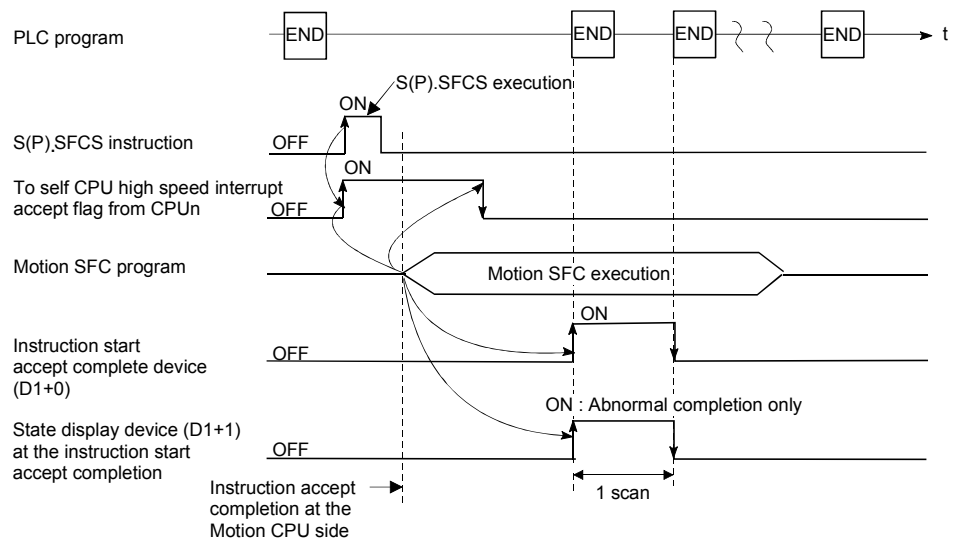 PLC program
END
END
END
END
t
S(P).SFCS execution
ON
S(P).SFCS instruction
OFF
ON
To self CPU high speed interrupt
accept flag from CPUn
OFF
Motion SFC program
Motion SFC execution
ON
Instruction start
accept complete device
(D1+0)
OFF
ON : Abnormal completion only
State display device (D1+1)
at the instruction start
accept completion
OFF
Instruction accept
completion at the
Motion CPU side
1 scan